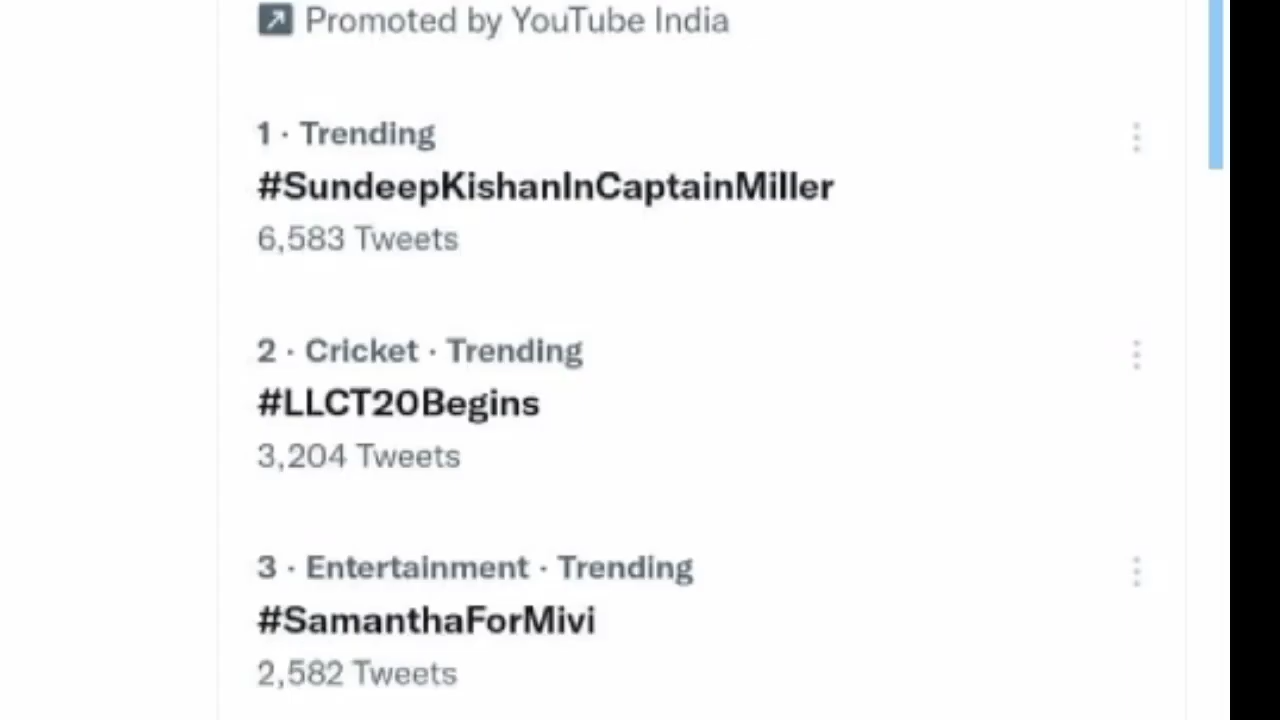 Promoted by YouTube India
1 · Trending
#SundeepKishanInCaptainMiller
6,583 Tweets
2 · Cricket · Trending
#LLCT20Begins
3,204 Tweets
3 · Entertainment · Trending
#SamanthaForMivi
2,582 Tweets